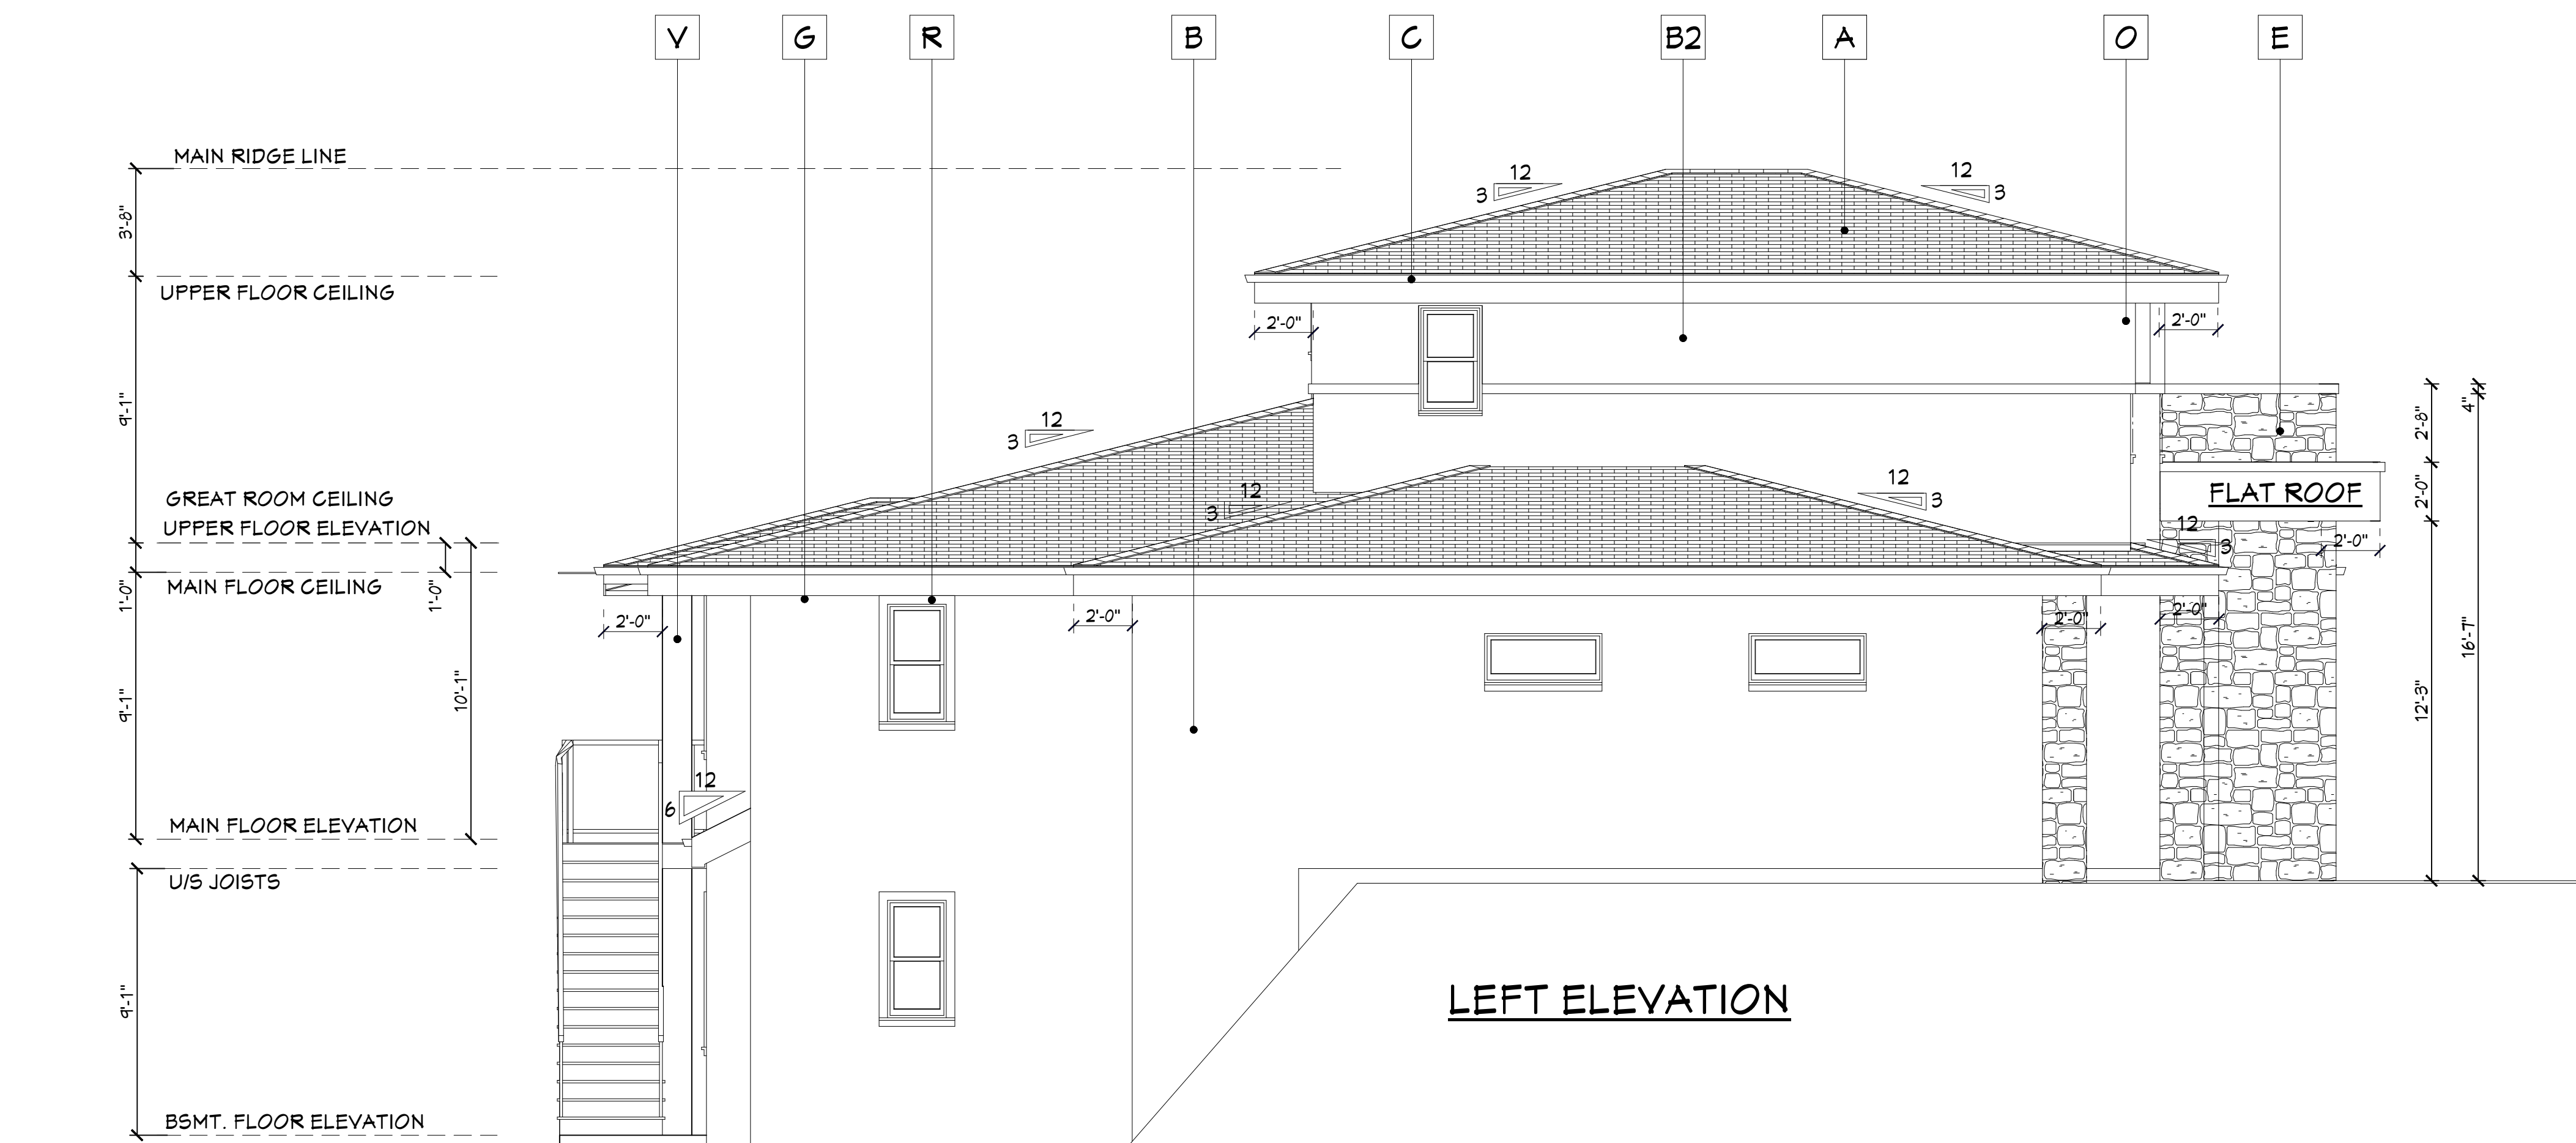 V G R B C B2 A O E
MAIN RIDGE LINE
12 3
12 3
3'-8"
UPPER FLOOR CEILING
2'-0"
2'-0"
9'-1"
12 3
2'-8"
4"
GREAT ROOM CEILING
UPPER FLOOR ELEVATION
12 3
12 3
FLAT ROOF
2'-0"
12 3
2'-0"
MAIN FLOOR CEILING
1'-0"
1'-0"
2'-0"
2'-0"
2'-0"
2'-0"
16'-7"
9'-1"
10'-1"
12'-3"
12 6
MAIN FLOOR ELEVATION
U/S JOISTS
9'-1"
LEFT ELEVATION
BSMT. FLOOR ELEVATION